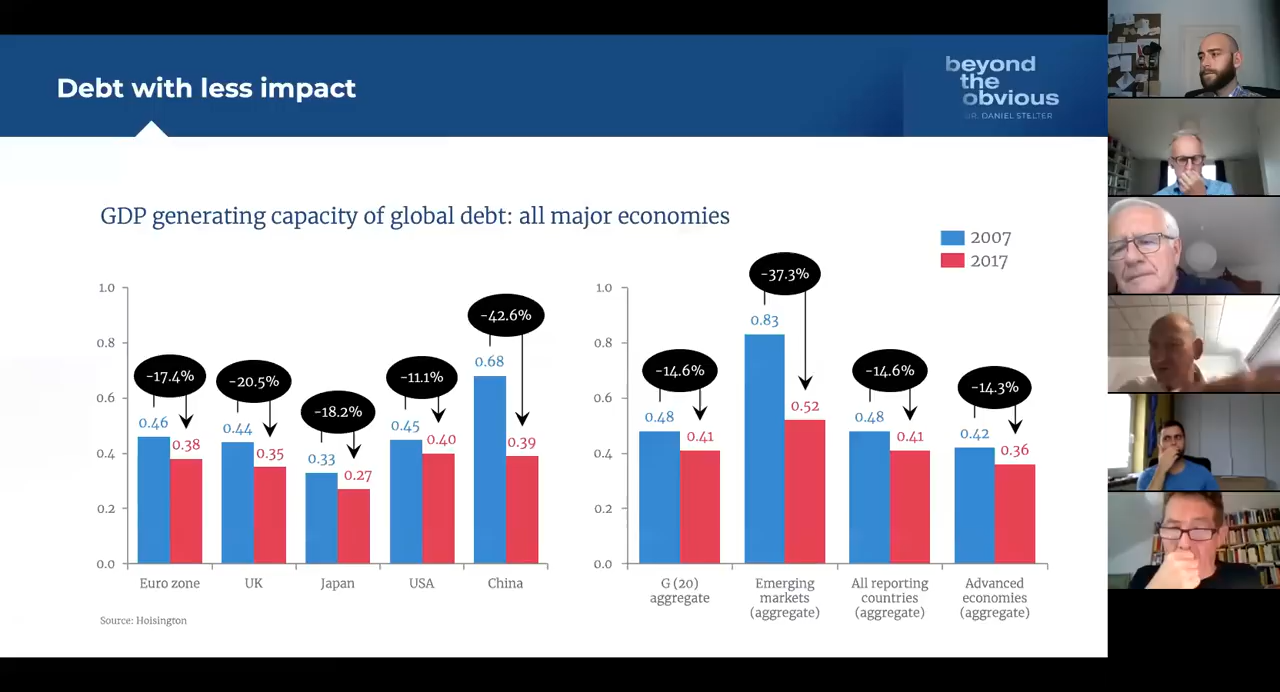 Debt with less impact
beyond
the
obvious
DR. DANIEL STELTER
GDP generating capacity of global debt: all major economies
2007
2017
1.0
0.8
0.6
0.4
0.2
0.0
-17.4%
0.46
0.38
Euro zone
-20.5%
0.44
0.35
UK
-18.2%
0.33
0.27
Japan
-11.1%
0.45
0.40
USA
-42.6%
0.68
0.39
China
1.0
0.8
0.6
0.4
0.2
0.0
-14.6%
0.48
0.41
G (20)
aggregate
-37.3%
0.83
0.52
Emerging
markets
(aggregate)
-14.6%
0.48
0.41
All reporting
countries
(aggregate)
-14.3%
0.42
0.36
Advanced
economies
(aggregate)
Source: Hoisington